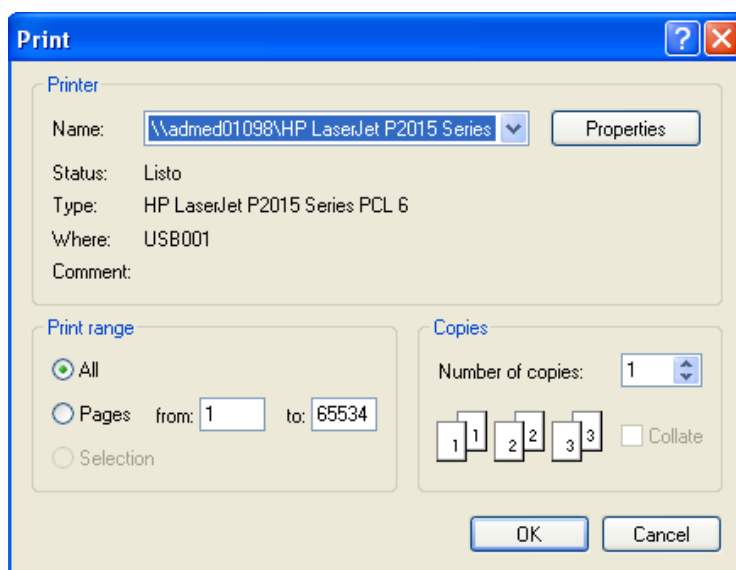 Print
Printer
Name: \\admed01098\HP LaserJet P2015 Series Properties
Status: Listo
Type: HP LaserJet P2015 Series PCL 6
Where: USB001
Comment:
Print range
All
Pages from: 1 to: 65534
Selection
Copies
Number of copies: 1
1 1 2 2 3 3 Collate
OK Cancel